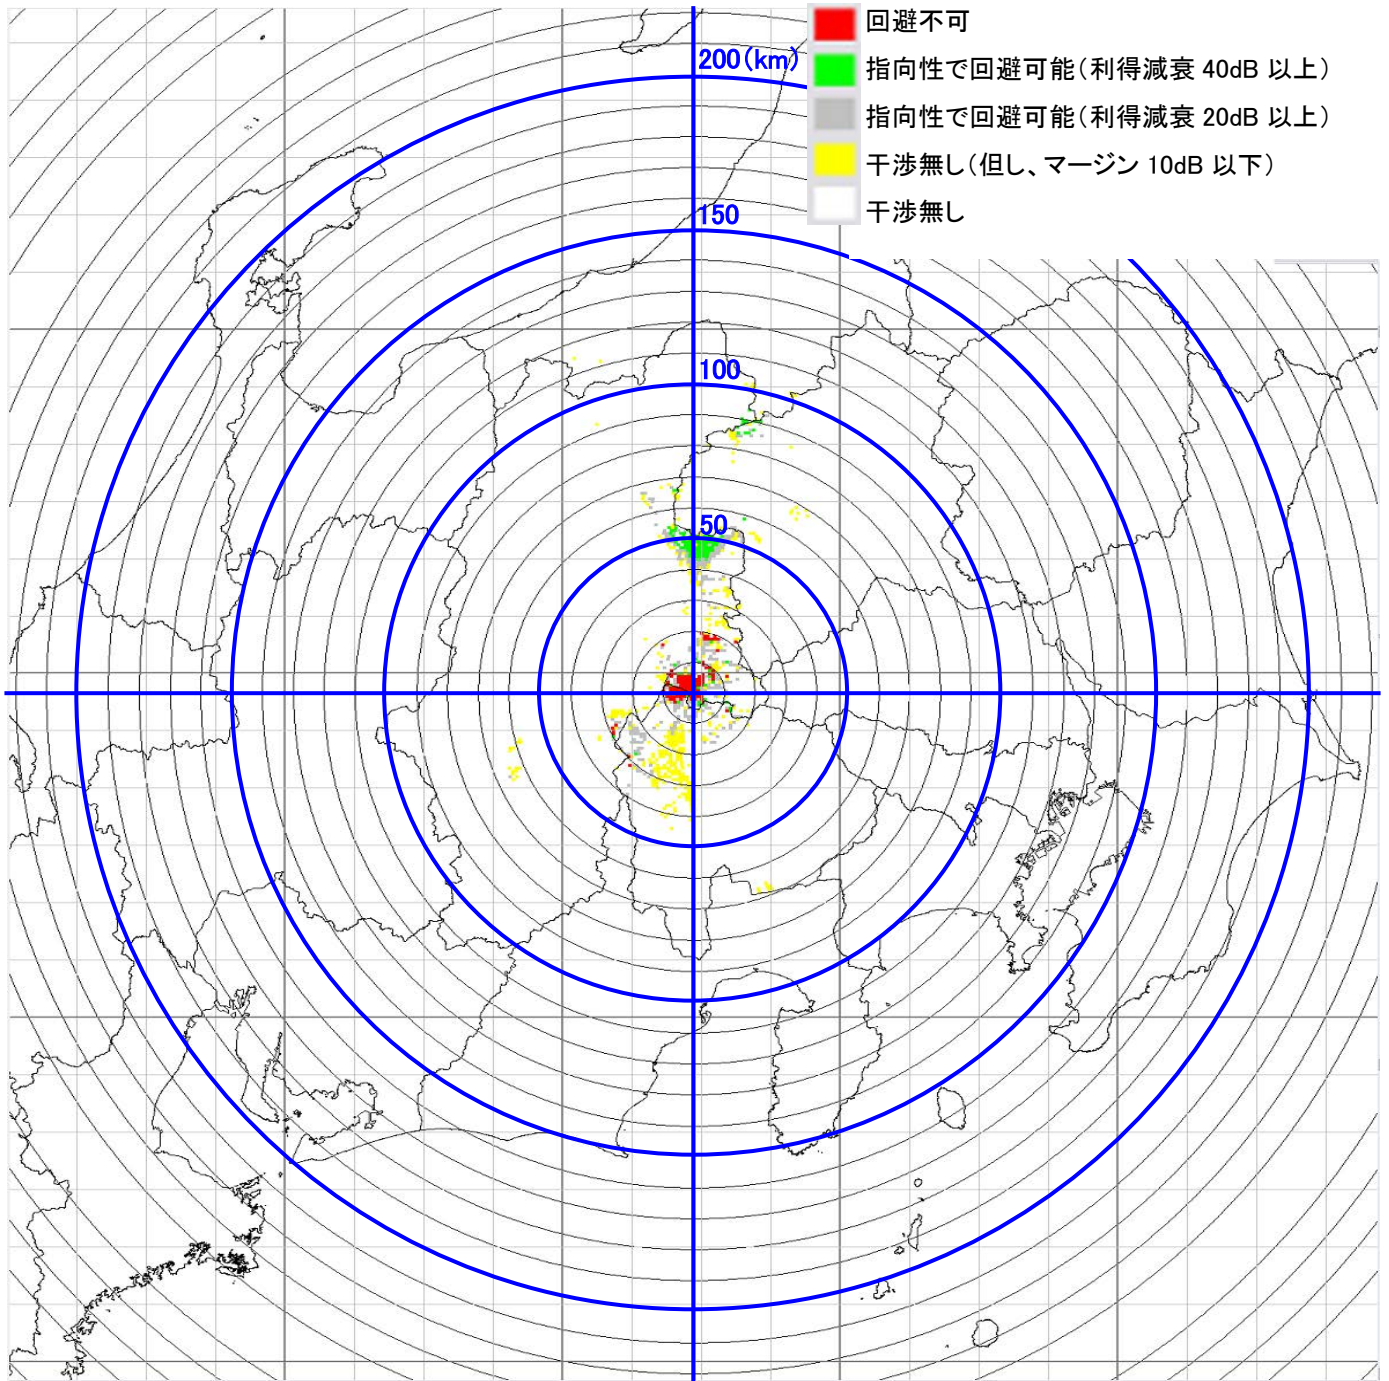 回避不可
指向性で回避可能（利得減衰 40dB 以上）
指向性で回避可能（利得減衰 20dB 以上）
干渉無し（但し、マージン 10dB 以下）
干渉無し
200(km)
150
100
50